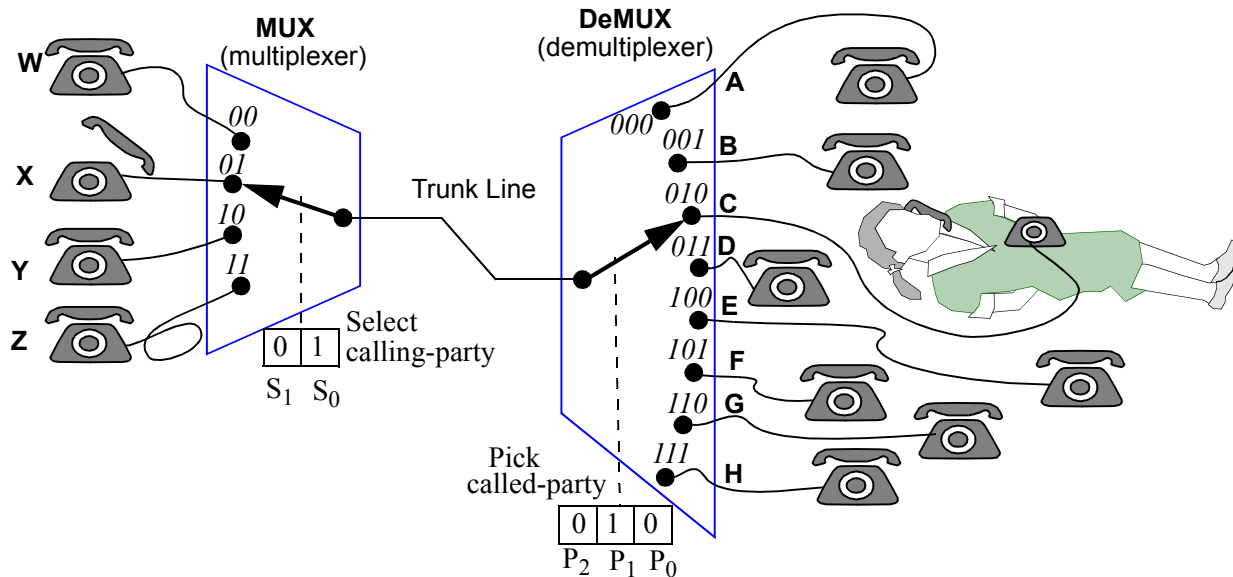 MUX
(multiplexer)
DeMUX
(demultiplexer)
W
X
Y
Z
00
01
10
11
Trunk Line
Select
calling-party
0 1
S1 S0
000
001
010
011
100
101
110
111
A
B
C
D
E
F
G
H
Pick
called-party
0 1 0
P2 P1 P0